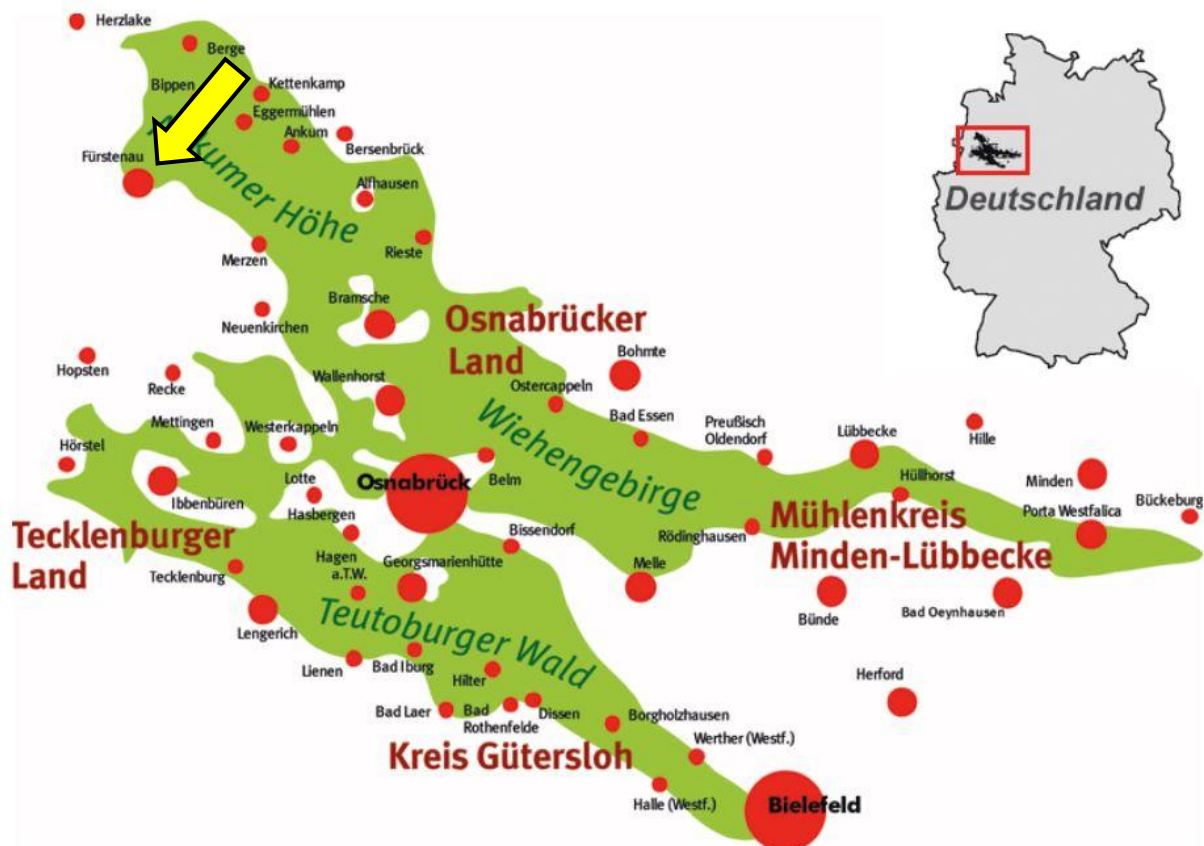 Herzlake
Berge
Bippen
Kettenkamp
Eggermühlen
Ankum
Bersenbrück
Fürstenau
Alfhausen
kumer Höhe
Rieste
Merzen
Bramsche
Neuenkirchen
Osnabrücker
Land
Bohmte
Hopsten
Recke
Wallenhorst
Ostercappeln
Wiehengebirge
Bad Essen
Preußisch
Oldendorf
Lübbecke
Hille
Mettingen
Westerkappeln
Hörstel
Ibbenbüren
Lotte
Osnabrück
Belm
Hüllhorst
Minden
Bückeburg
Porta Westfalica
Hasbergen
Bissendorf
Rödinghausen
Mühlenkreis
Minden-Lübbecke
Tecklenburger
Land
Tecklenburg
Hagen
a.T.W.
Georgsmarienhütte
Melle
Bünde
Bad Oeynhausen
Lengerich
Teutoburger Wald
Lienen
Bad Iburg
Hilter
Herford
Bad Laer
Bad
Rothenfelde
Dissen
Borgholzhausen
Werther (Westf.)
Kreis Gütersloh
Halle (Westf.)
Bielefeld
Deutschland